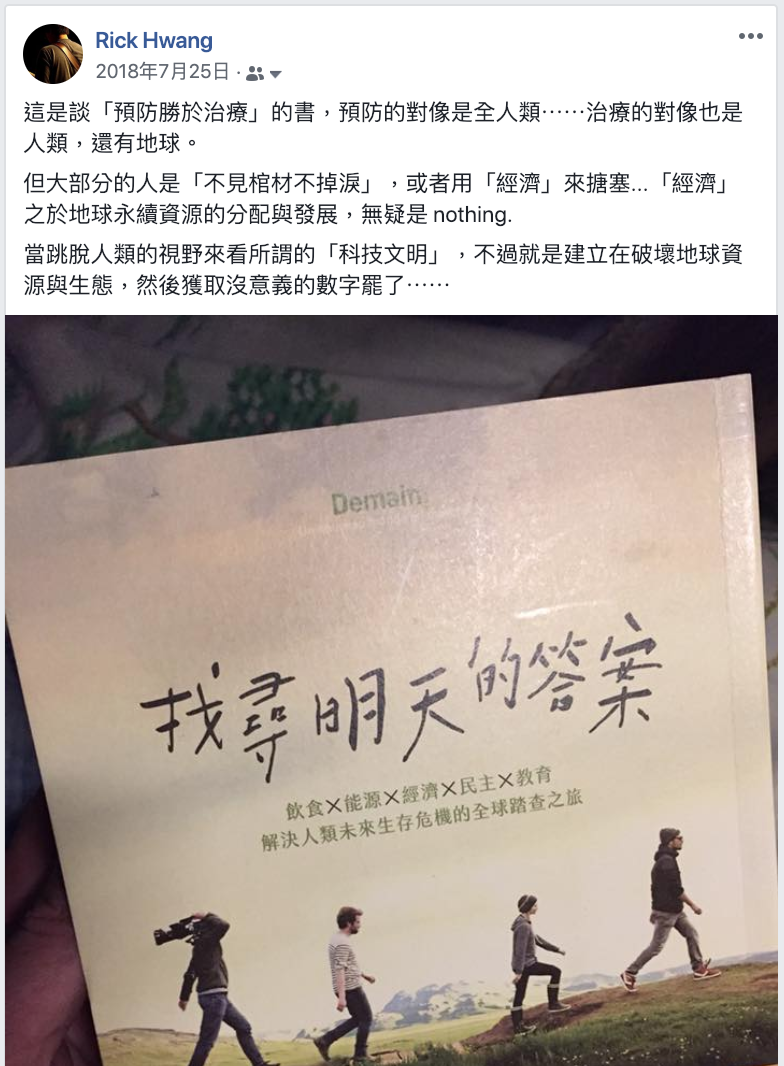 Rick Hwang
2018年7月25日 ·
這是談「預防勝於治療」的書，預防的對像是全人類⋯⋯治療的對像也是
人類，還有地球。
但大部分的人是「不見棺材不掉淚」，或者用「經濟」來搪塞...「經濟」
之於地球永續資源的分配與發展，無疑是 nothing.
當跳脫人類的視野來看所謂的「科技文明」，不過就是建立在破壞地球資
源與生態，然後獲取沒意義的數字罷了⋯⋯
Demain
找尋明天的答案
飲食×能源×經濟×民主×教育
解決人類未來生存危機的全球踏查之旅